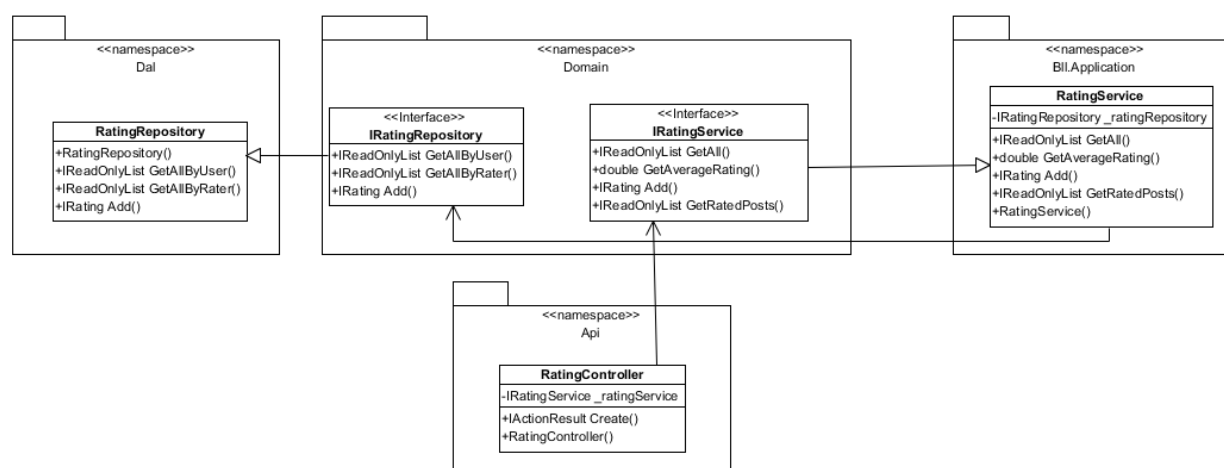 <<namespace>>
Dal
RatingRepository
+RatingRepository()
+IReadOnlyList GetAllByUser()
+IReadOnlyList GetAllByRater()
+IRating Add()
<<namespace>>
Domain
<<Interface>>
IRatingRepository
+IReadOnlyList GetAllByUser()
+IReadOnlyList GetAllByRater()
+IRating Add()
<<Interface>>
IRatingService
+IReadOnlyList GetAll()
+double GetAverageRating()
+IRating Add()
+IReadOnlyList GetRatedPosts()
<<namespace>>
Bll.Application
RatingService
-IRatingRepository _ratingRepository
+IReadOnlyList GetAll()
+double GetAverageRating()
+IRating Add()
+IReadOnlyList GetRatedPosts()
+RatingService()
<<namespace>>
Api
RatingController
-IRatingService _ratingService
+IActionResult Create()
+RatingController()